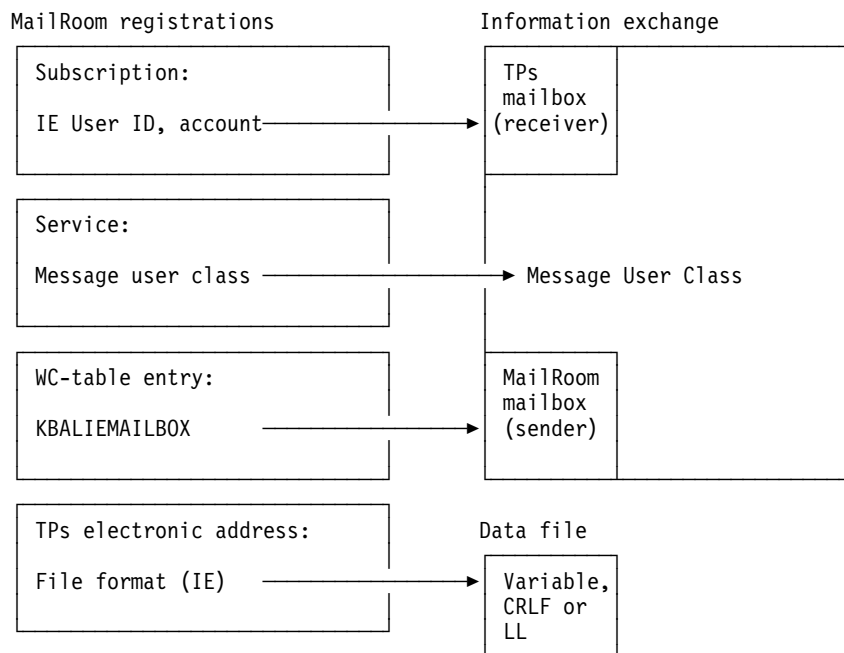 MailRoom registrations
Information exchange
Subscription:
TPs
mailbox
IE User ID, account
(receiver)
Service:
Message user class
Message User Class
WC-table entry:
MailRoom
mailbox
KBALIEMAILBOX
(sender)
TPs electronic address:
Data file
File format (IE)
Variable,
CRLF or
LL